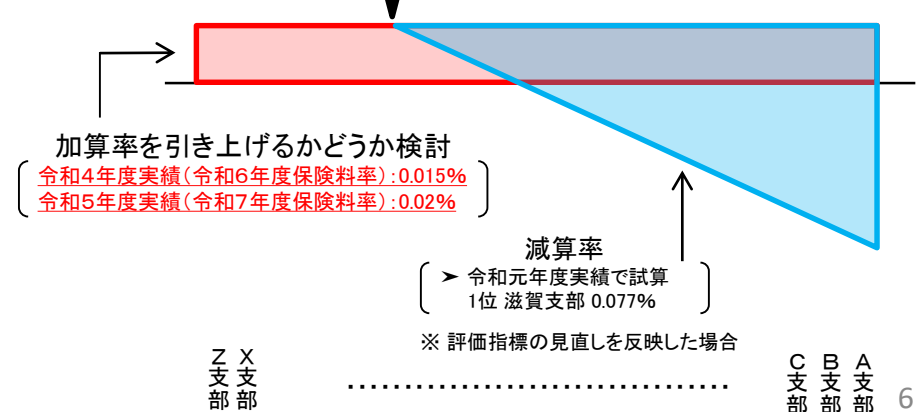 加算率を引き上げるかどうか検討
令和4年度実績(令和6年度保険料率):0.015%
令和5年度実績(令和7年度保険料率):0.02%
減算率
➤ 令和元年度実績で試算
1位 滋賀支部 0.077%
※ 評価指標の見直しを反映した場合
Z支部
X支部
‥‥‥‥‥‥‥‥‥‥‥‥‥‥‥‥
C支部
B支部
A支部
6